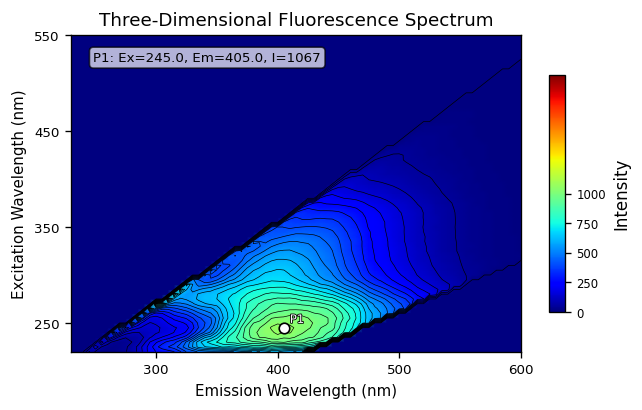 Three-Dimensional Fluorescence Spectrum
P1: Ex=245.0, Em=405.0, I=1067
P1
550
450
350
250
Excitation Wavelength (nm)
300
400
500
600
Emission Wavelength (nm)
1000
750
500
250
0
Intensity